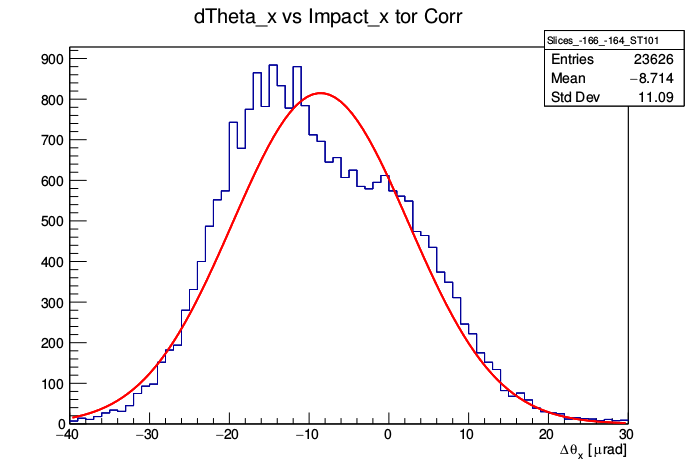 dTheta_x vs Impact_x tor Corr
Slices_-166_-164_ST101
Entries 23626
Mean −8.714
Std Dev 11.09
900
800
700
600
500
400
300
200
100
0
−40 −30 −20 −10 0 10 20 30
Δθx [μrad]